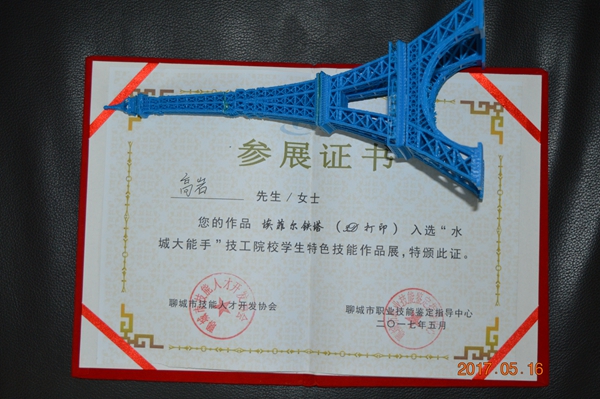 参展证书
高岩 先生/女士
您的作品 埃菲尔铁塔（3D打印）入选“水
城大能手”技工院校学生特色技能作品展,特颁此证。
聊城市技能人才开发协会
聊城市职业技能鉴定指导中心
二〇一七年五月
2017.05.16